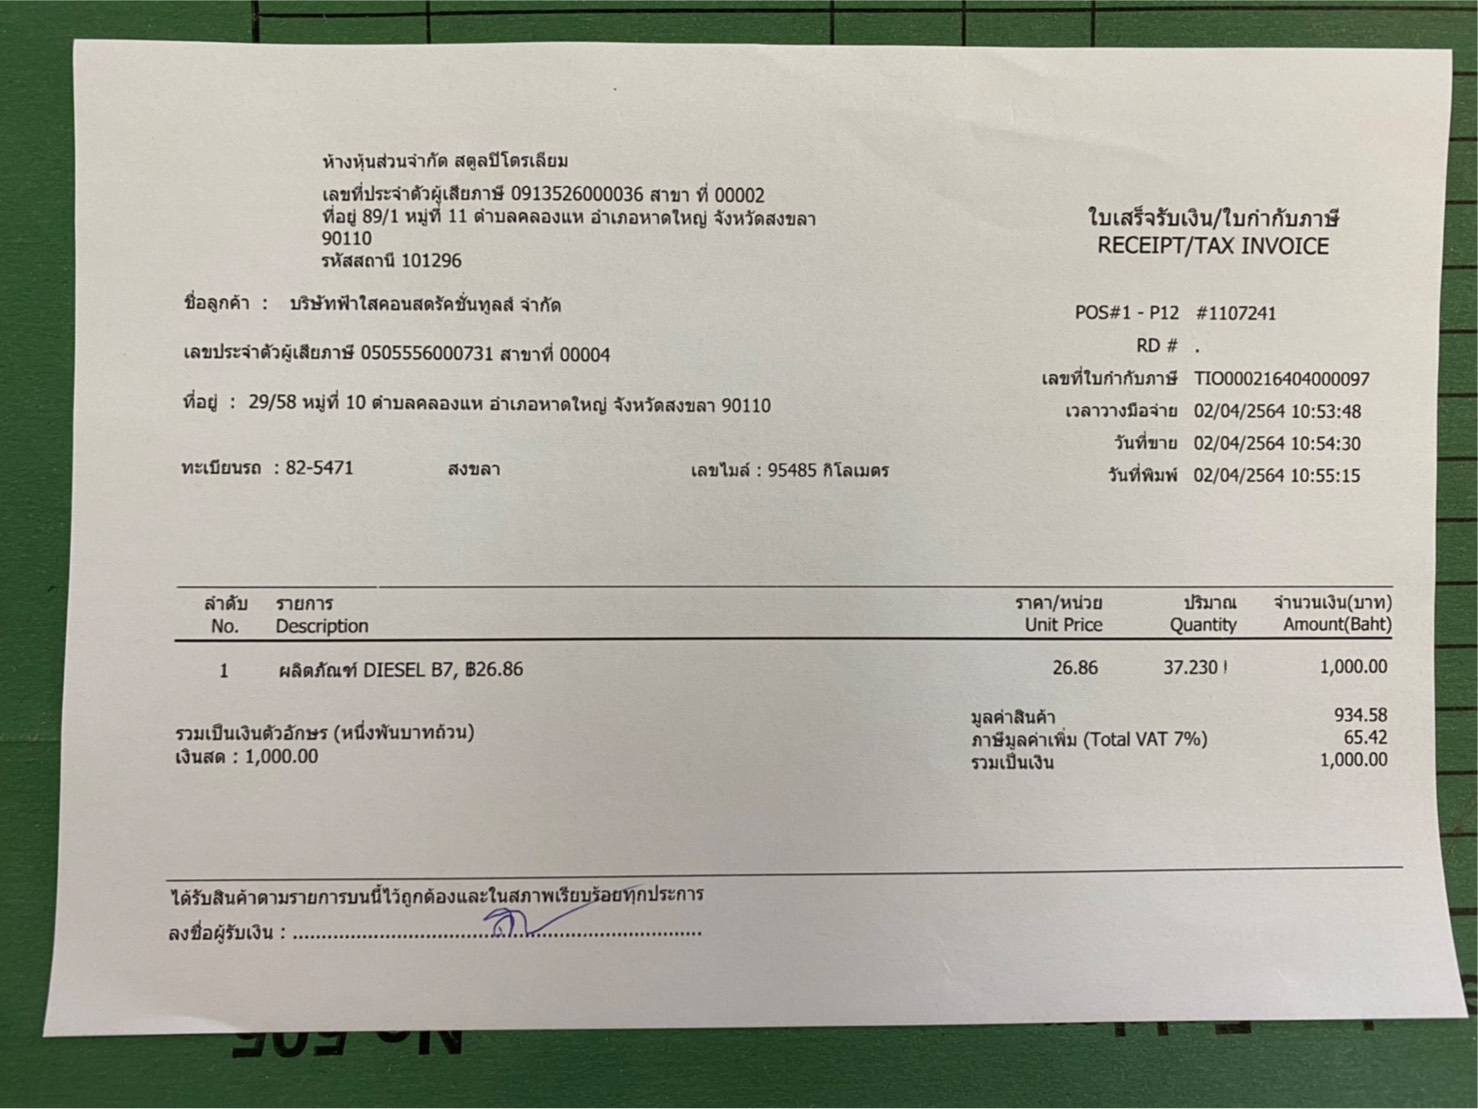 ห้างหุ้นส่วนจำกัด สตูลปิโตรเลียม
เลขที่ประจำตัวผู้เสียภาษี 0913526000036 สาขา ที่ 00002
ที่อยู่ 89/1 หมู่ที่ 11 ตำบลคลองแห อำเภอหาดใหญ่ จังหวัดสงขลา
90110
รหัสสถานี 101296
ใบเสร็จรับเงิน/ใบกำกับภาษี
RECEIPT/TAX INVOICE
ชื่อลูกค้า : บริษัทฟ้าใสคอนสตรัคชั่นทูลส์ จำกัด
เลขประจำตัวผู้เสียภาษี 0505556000731 สาขาที่ 00004
ที่อยู่ : 29/58 หมู่ที่ 10 ตำบลคลองแห อำเภอหาดใหญ่ จังหวัดสงขลา 90110
ทะเบียนรถ : 82-5471 สงขลา เลขไมล์ : 95485 กิโลเมตร
POS#1 - P12 #1107241
RD # .
เลขที่ใบกำกับภาษี TIO000216404000097
เวลาวางมือจ่าย 02/04/2564 10:53:48
วันที่ขาย 02/04/2564 10:54:30
วันที่พิมพ์ 02/04/2564 10:55:15
ลำดับ รายการ ราคา/หน่วย ปริมาณ จำนวนเงิน(บาท)
No. Description Unit Price Quantity Amount(Baht)
1 ผลิตภัณฑ์ DIESEL B7, ฿26.86 26.86 37.230 l 1,000.00
มูลค่าสินค้า 934.58
ภาษีมูลค่าเพิ่ม (Total VAT 7%) 65.42
รวมเป็นเงิน 1,000.00
รวมเป็นเงินตัวอักษร (หนึ่งพันบาทถ้วน)
เงินสด : 1,000.00
ได้รับสินค้าตามรายการบนนี้ไว้ถูกต้องและในสภาพเรียบร้อยทุกประการ
ลงชื่อผู้รับเงิน :
No 505